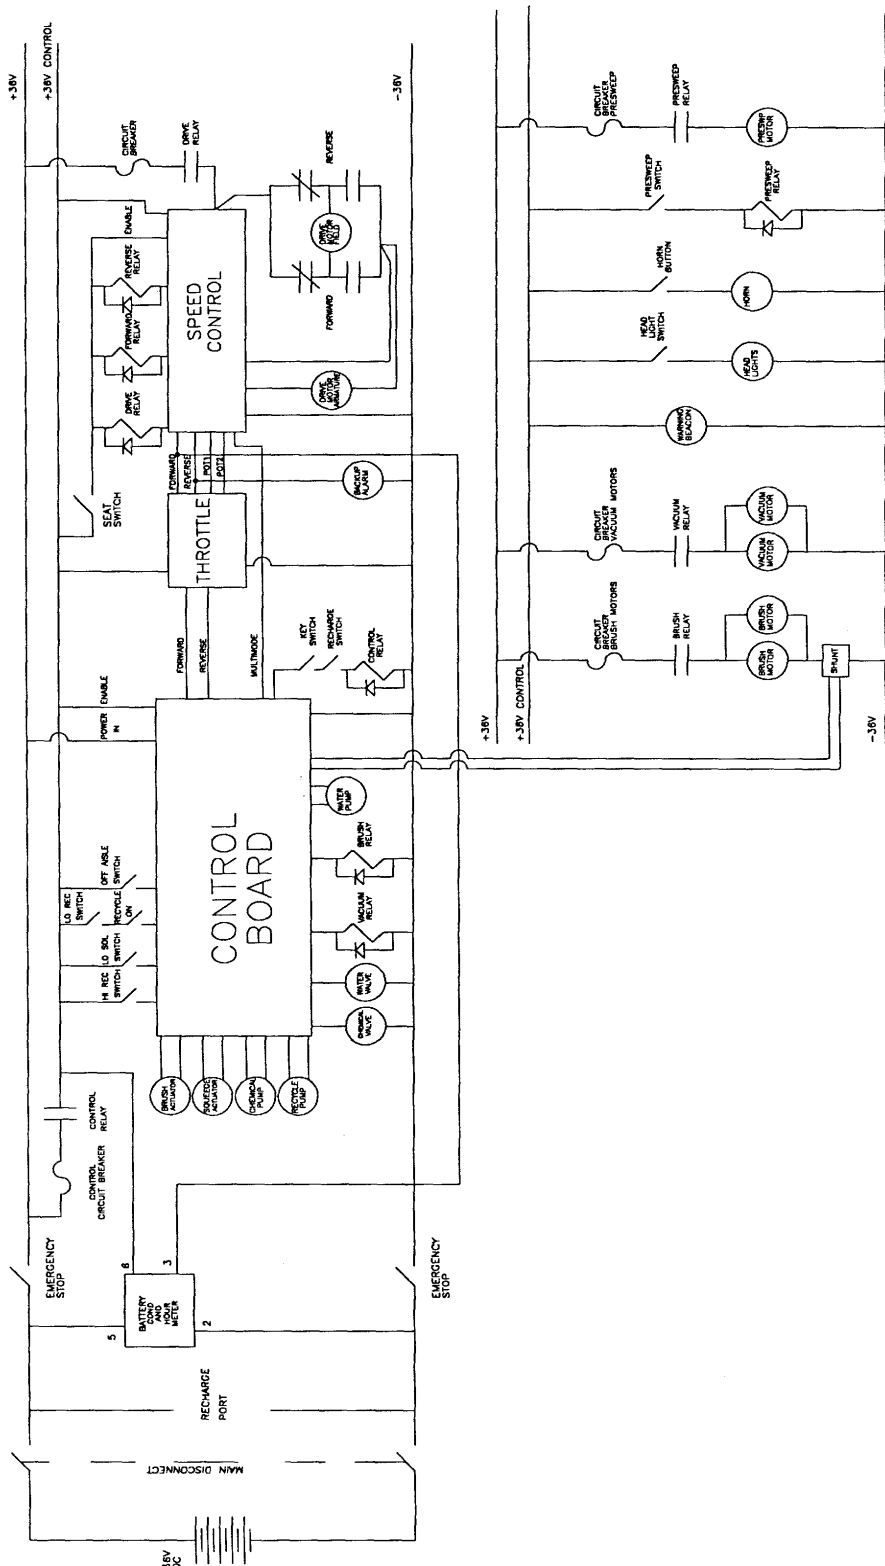 +36V
+36V CONTROL
CIRCUIT
BREAKER
DRIVE
RELAY
REVERSE
-36V
ENABLE
REVERSE
RELAY
FORWARD
RELAY
DRIVE
RELAY
SPEED
CONTROL
DRIVE
MOTOR
FIELD
FORWARD
DRIVE
MOTOR
ARMATURE
SEAT
SWITCH
FORWARD
REVERSE
POT1
POT2
THROTTLE
BACKUP
ALARM
FORWARD
REVERSE
MULTIMODE
KEY
SWITCH
RECHARGE
SWITCH
CONTROL
RELAY
POWER
IN
ENABLE
OFF AISLE
SWITCH
LO REC
SWITCH
RECYCLE
ON
LO SOL
SWITCH
HI REC
SWITCH
CONTROL
BOARD
WATER
PUMP
BRUSH
RELAY
VACUUM
RELAY
WATER
VALVE
CHEMICAL
VALVE
BRUSH
ACTUATOR
SQUEEGE
ACTUATOR
CHEMICAL
PUMP
RECYCLE
PUMP
CONTROL
RELAY
CONTROL
CIRCUIT BREAKER
EMERGENCY
STOP
6
3
5
2
BATTERY
COND
AND
HOUR
METER
EMERGENCY
STOP
RECHARGE
PORT
MAIN DISCONNECT
36V
DC
CIRCUIT
BREAKER
PRESWEEP
PRESWEEP
RELAY
PRESWP
MOTOR
PRESWEEP
SWITCH
PRESWEEP
RELAY
HORN
BUTTON
HORN
HEAD
LIGHT
SWITCH
HEAD
LIGHTS
WARNING
BEACON
CIRCUIT
BREAKER
VACUUM MOTORS
VACUUM
RELAY
VACUUM
MOTOR
VACUUM
MOTOR
CIRCUIT
BREAKER
BRUSH MOTORS
BRUSH
RELAY
BRUSH
MOTOR
BRUSH
MOTOR
SHUNT
+36V
+36V CONTROL
-36V